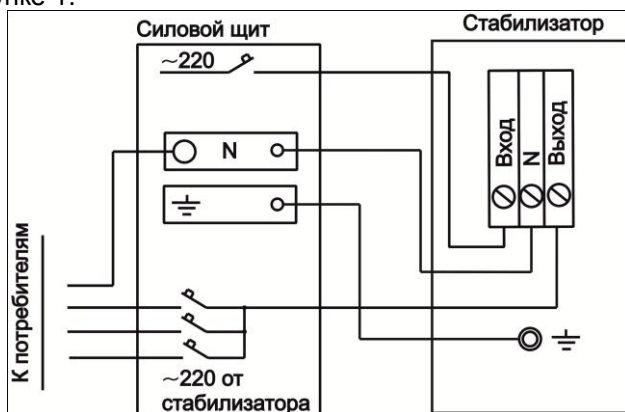 Силовой щит
Стабилизатор
~220
N
Вход
N
Выход
К потребителям
~220 от
стабилизатора